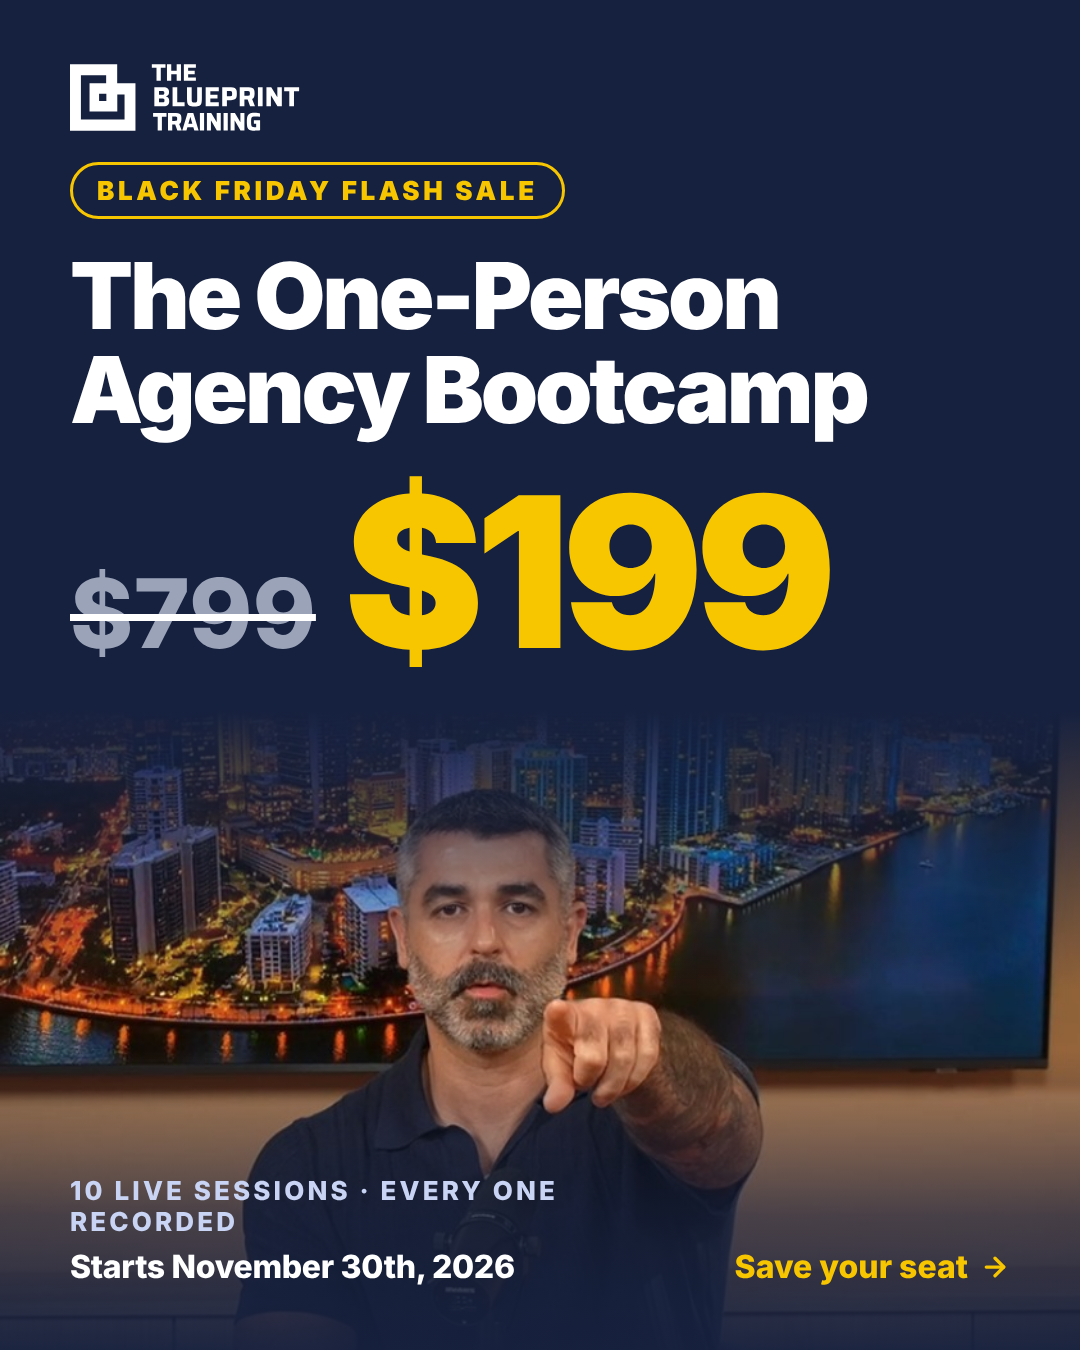 THE
BLUEPRINT
TRAINING
BLACK FRIDAY FLASH SALE
The One-Person
Agency Bootcamp
$799 $199
10 LIVE SESSIONS · EVERY ONE
RECORDED
Starts November 30th, 2026
Save your seat →